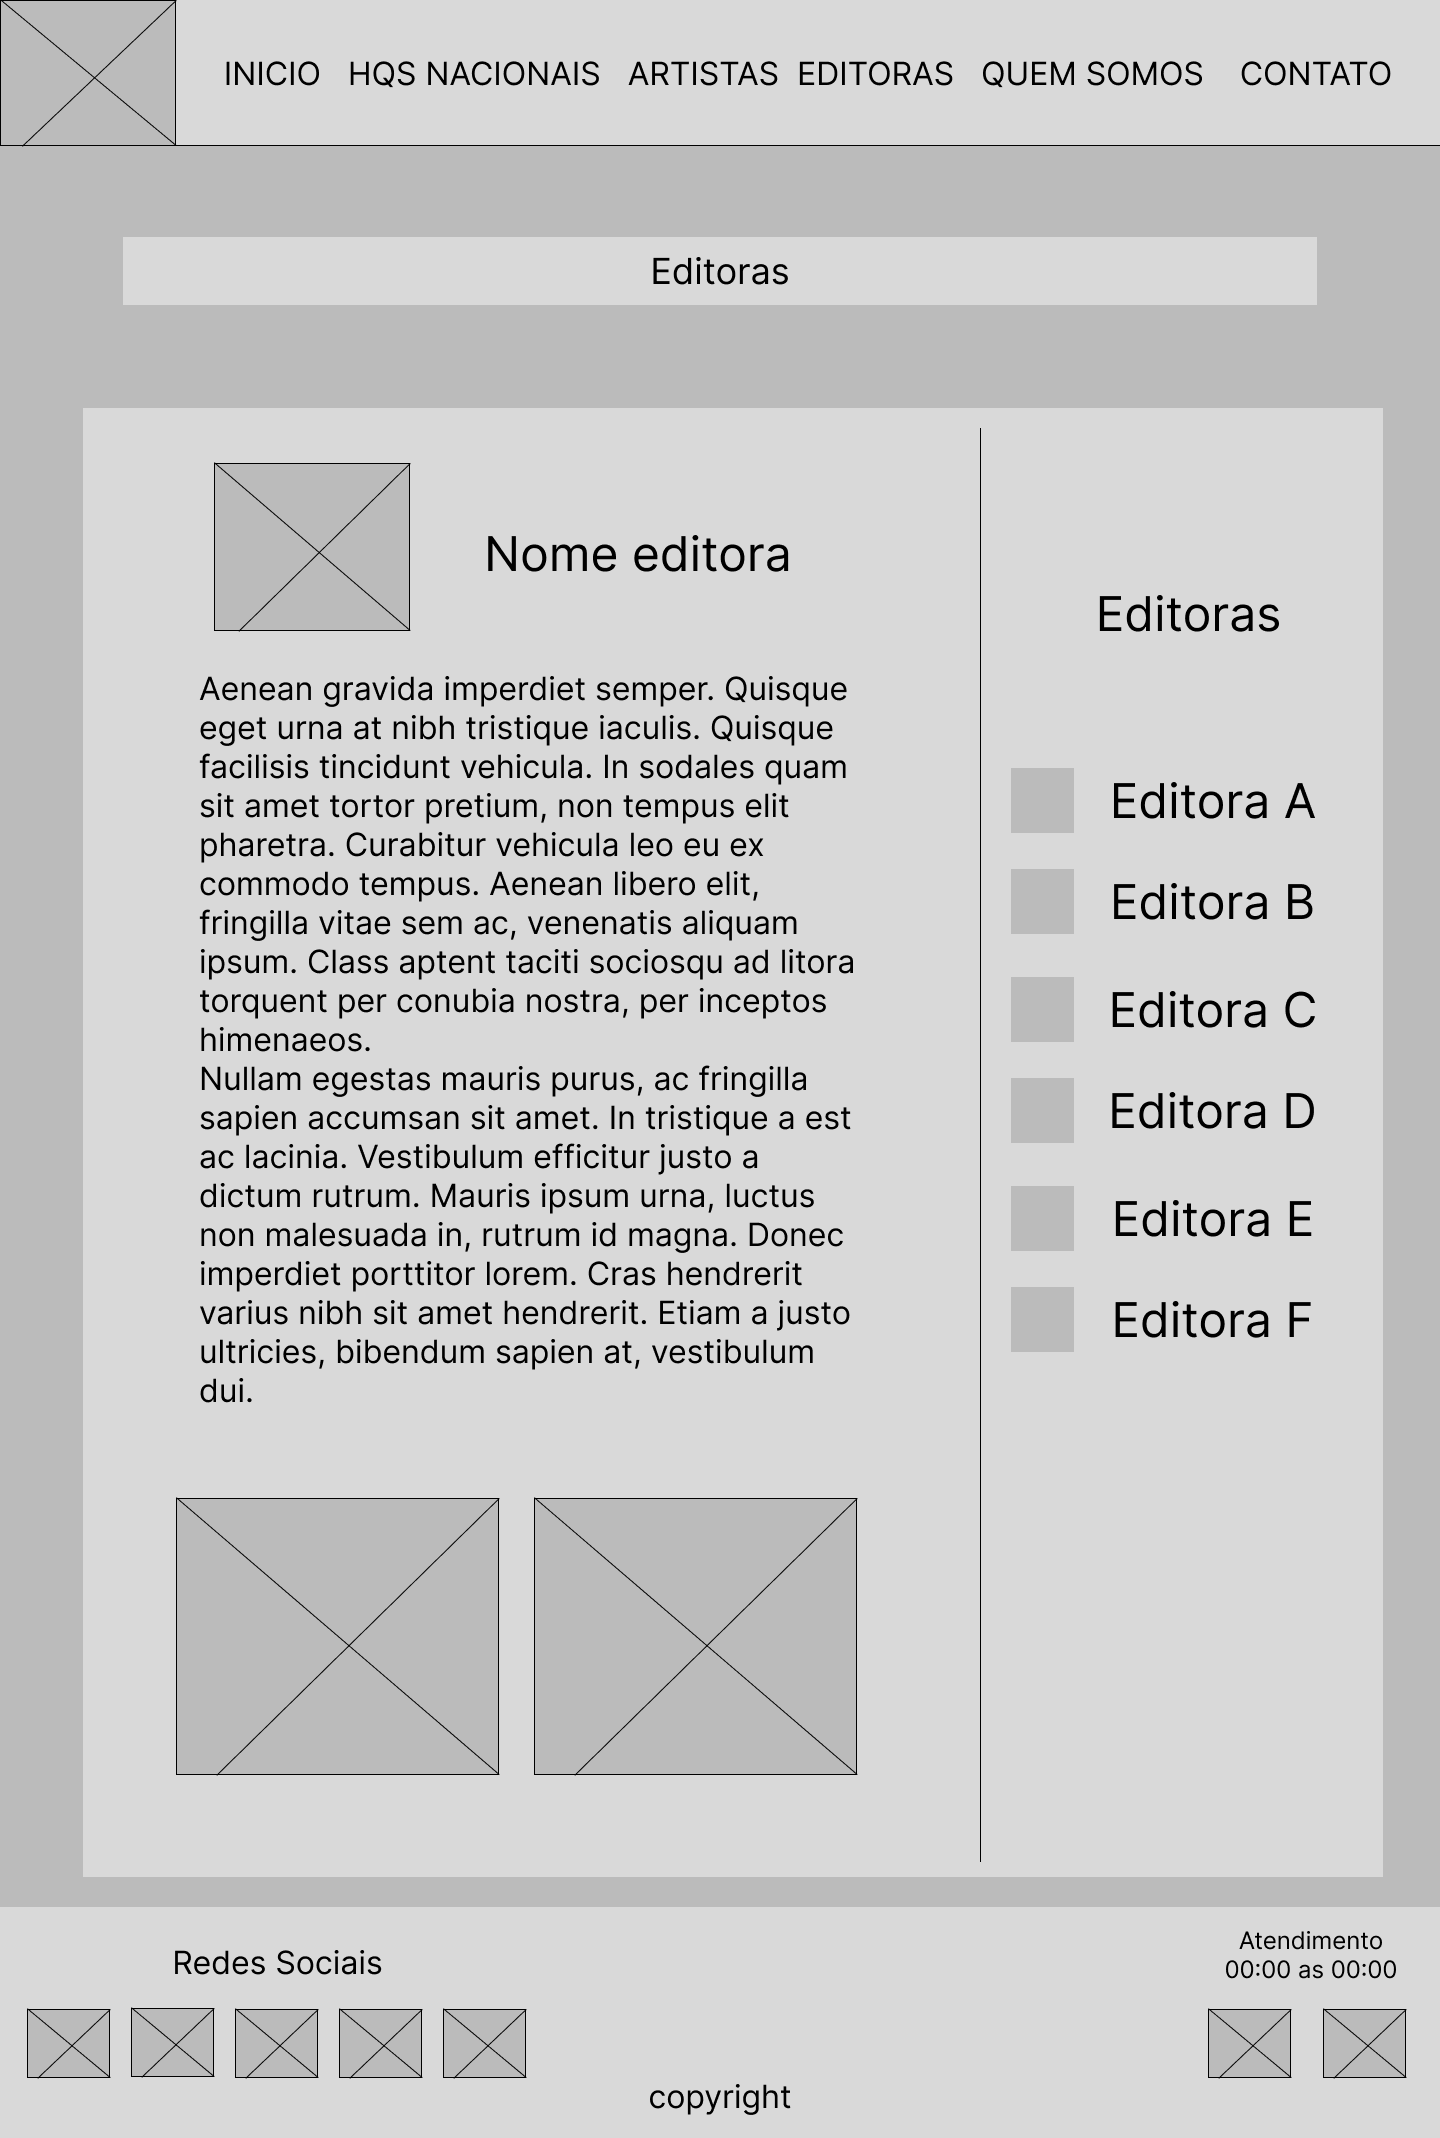 INICIO HQS NACIONAIS ARTISTAS EDITORAS QUEM SOMOS CONTATO
Editoras
Nome editora
Aenean gravida imperdiet semper. Quisque
eget urna at nibh tristique iaculis. Quisque
facilisis tincidunt vehicula. In sodales quam
sit amet tortor pretium, non tempus elit
pharetra. Curabitur vehicula leo eu ex
commodo tempus. Aenean libero elit,
fringilla vitae sem ac, venenatis aliquam
ipsum. Class aptent taciti sociosqu ad litora
torquent per conubia nostra, per inceptos
himenaeos.
Nullam egestas mauris purus, ac fringilla
sapien accumsan sit amet. In tristique a est
ac lacinia. Vestibulum efficitur justo a
dictum rutrum. Mauris ipsum urna, luctus
non malesuada in, rutrum id magna. Donec
imperdiet porttitor lorem. Cras hendrerit
varius nibh sit amet hendrerit. Etiam a justo
ultricies, bibendum sapien at, vestibulum
dui.
Editoras
Editora A
Editora B
Editora C
Editora D
Editora E
Editora F
Redes Sociais
Atendimento
00:00 as 00:00
copyright